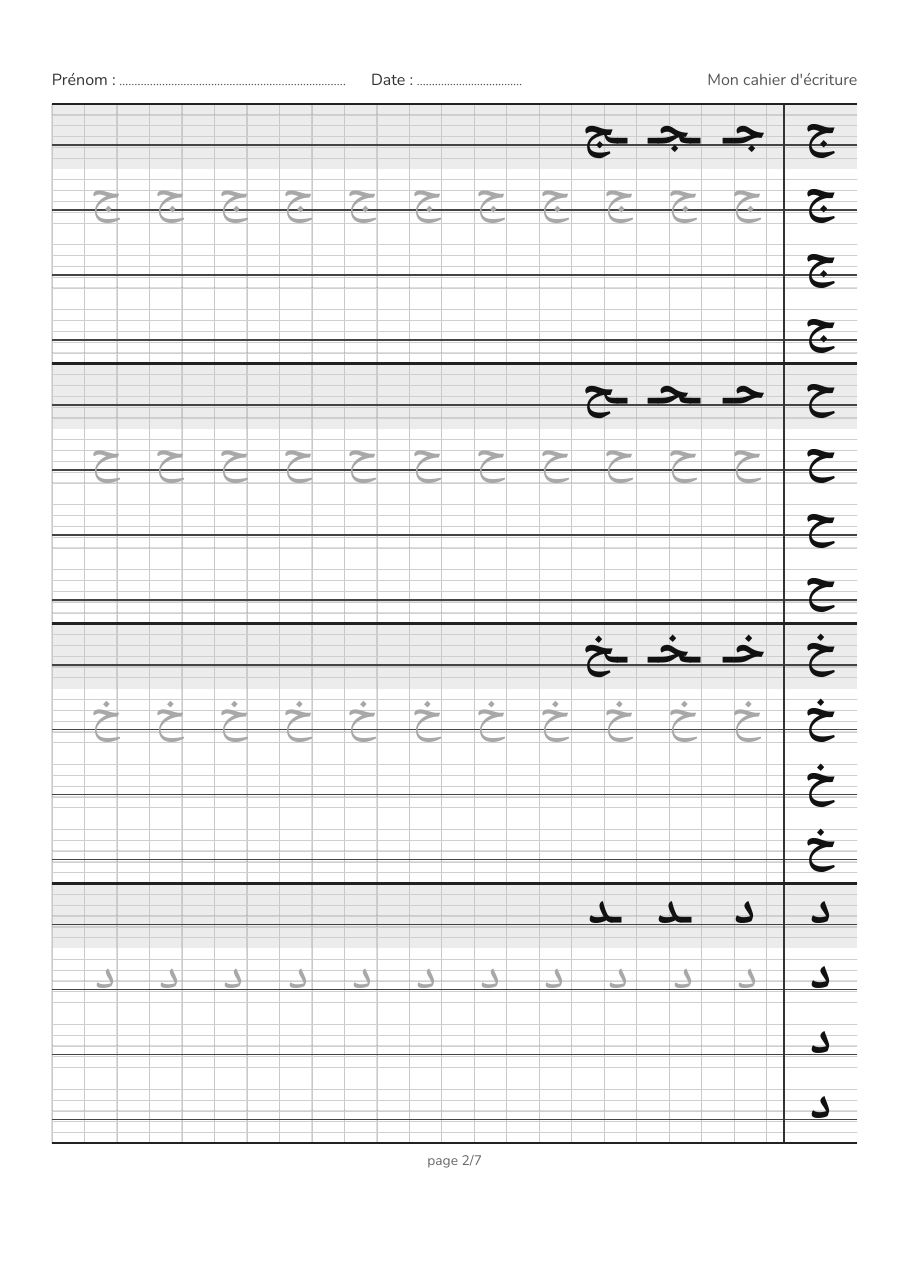 Prénom : ........................ Date : ............ Mon cahier d'écriture
ج جـ ـجـ ـج
ج ج ج ج ج ج ج ج ج ج ج ج
ج
ج
ح حـ ـحـ ـح
ح ح ح ح ح ح ح ح ح ح ح ح
ح
ح
خ خـ ـخـ ـخ
خ خ خ خ خ خ خ خ خ خ خ خ
خ
خ
د د ـد ـد
د د د د د د د د د د د د
د
د
page 2/7